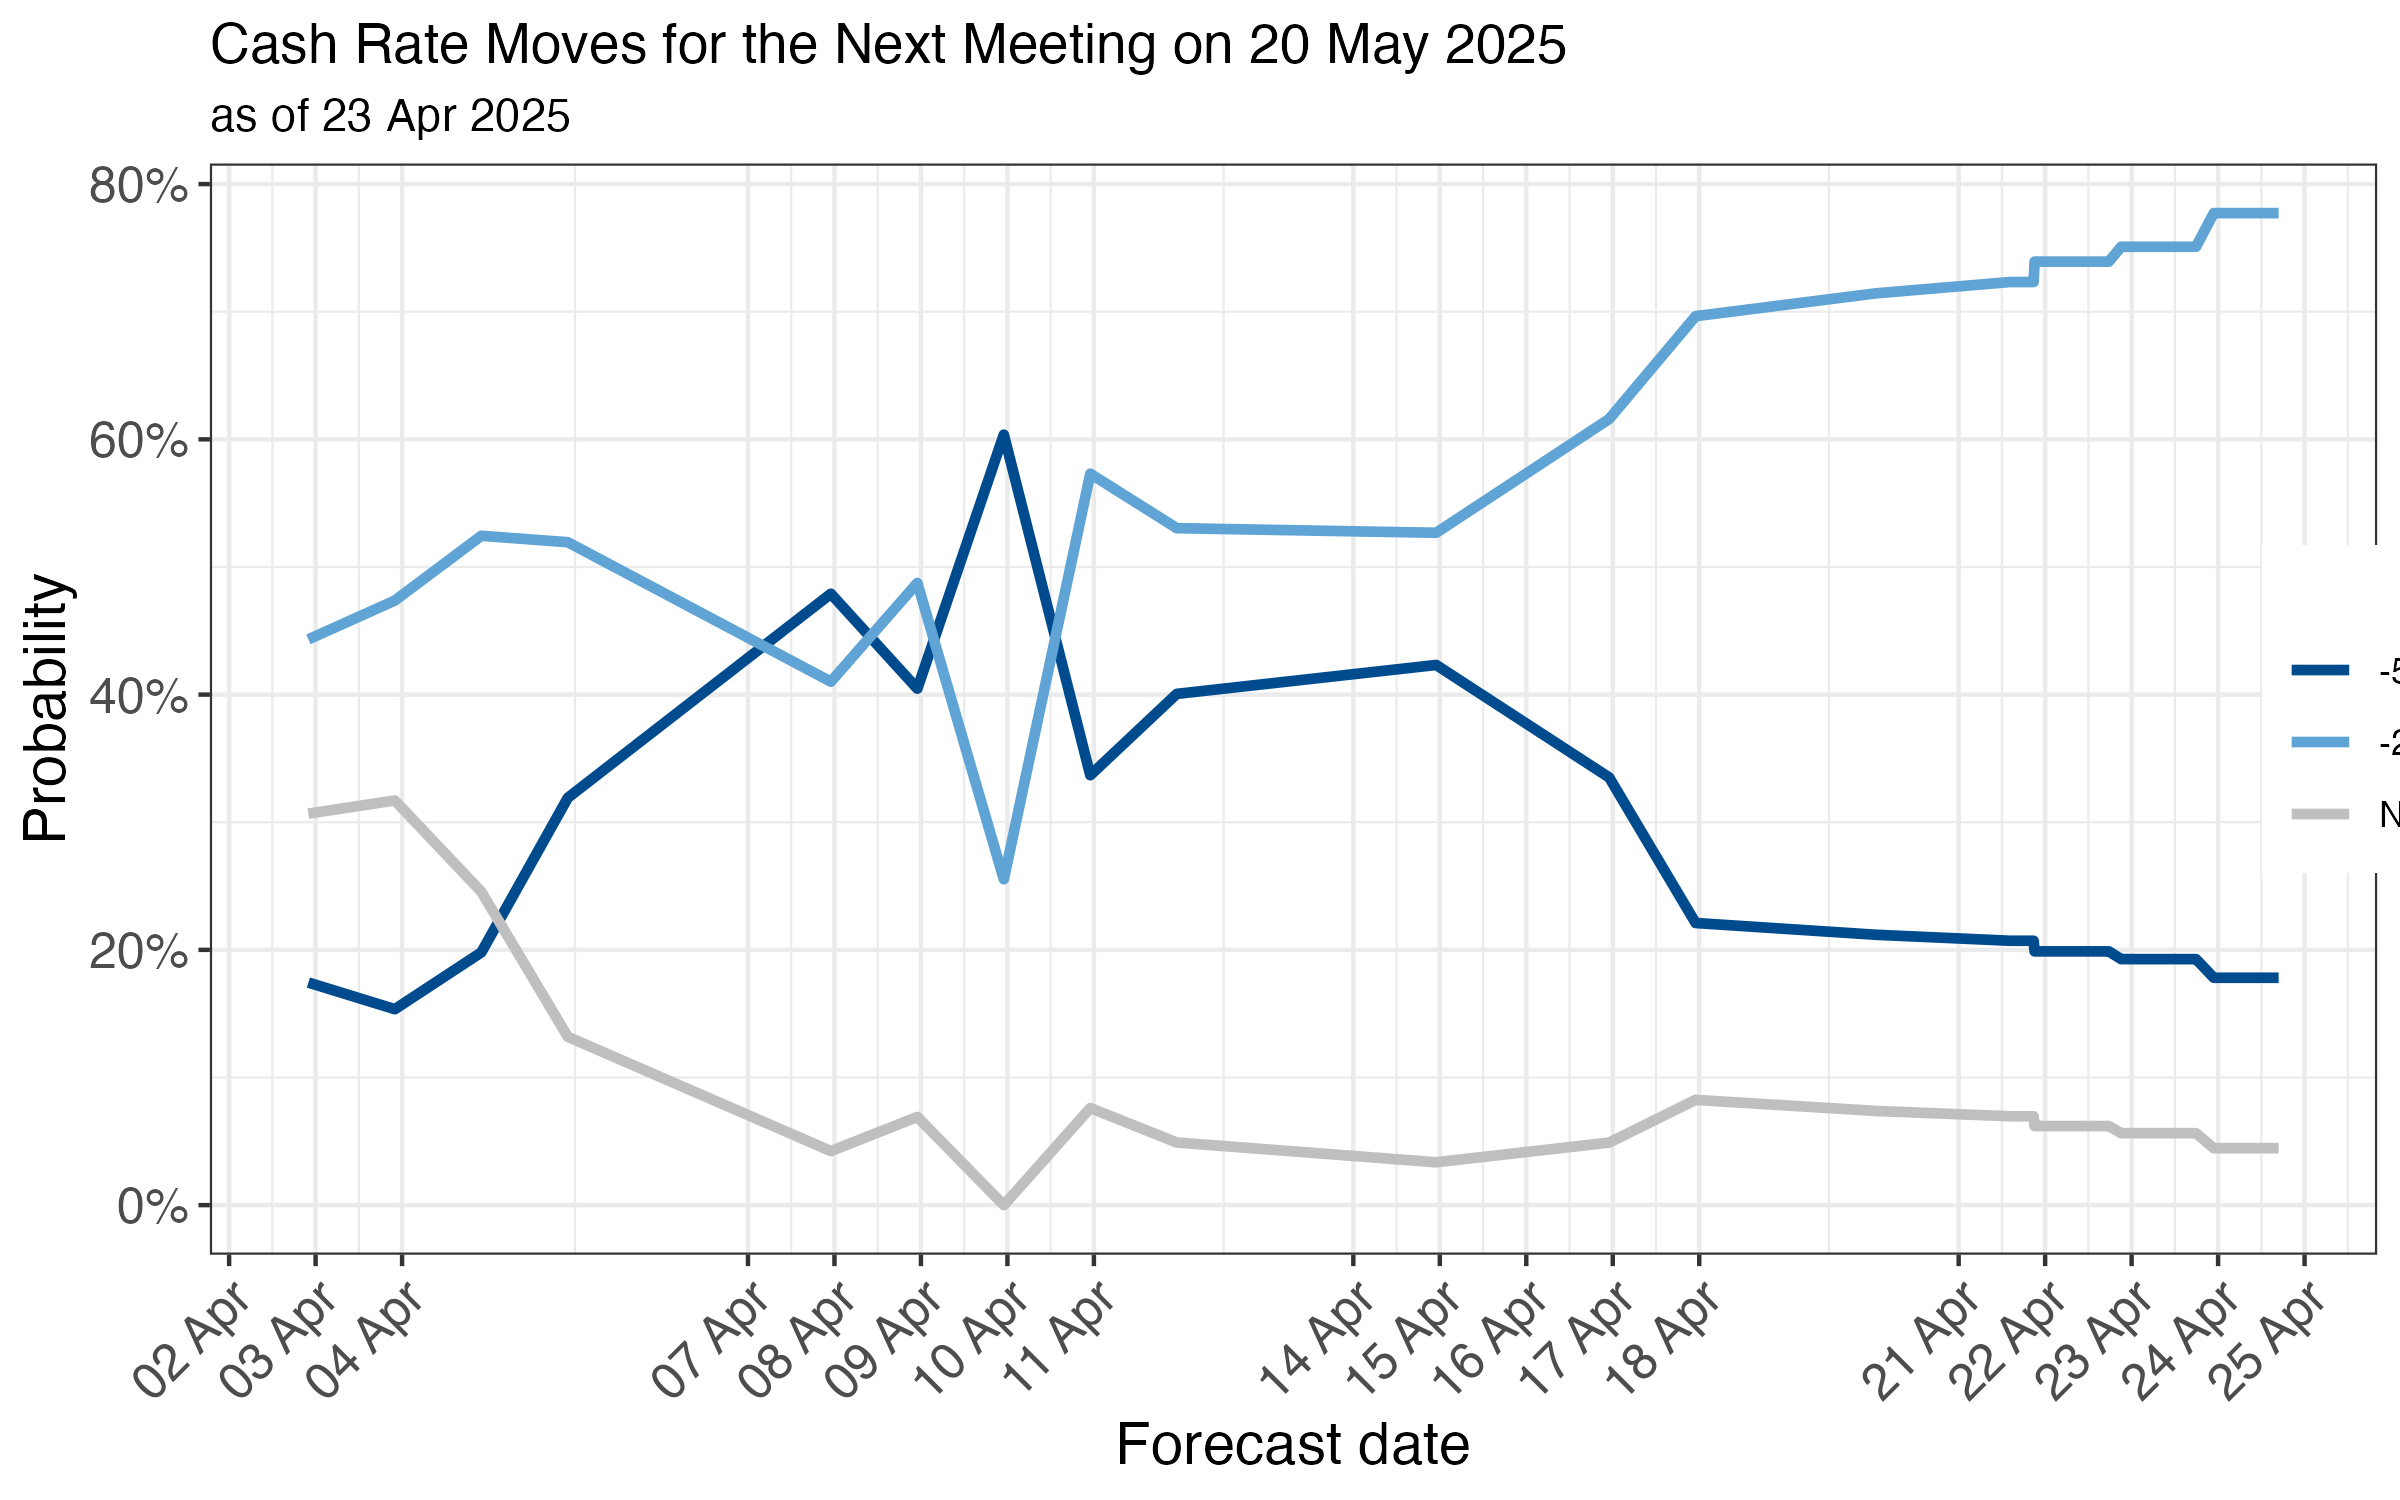 Cash Rate Moves for the Next Meeting on 20 May 2025
as of 23 Apr 2025
80%
60%
40%
20%
0%
Probability
-5
-2
N
02 Apr
03 Apr
04 Apr
07 Apr
08 Apr
09 Apr
10 Apr
11 Apr
14 Apr
15 Apr
16 Apr
17 Apr
18 Apr
21 Apr
22 Apr
23 Apr
24 Apr
25 Apr
Forecast date